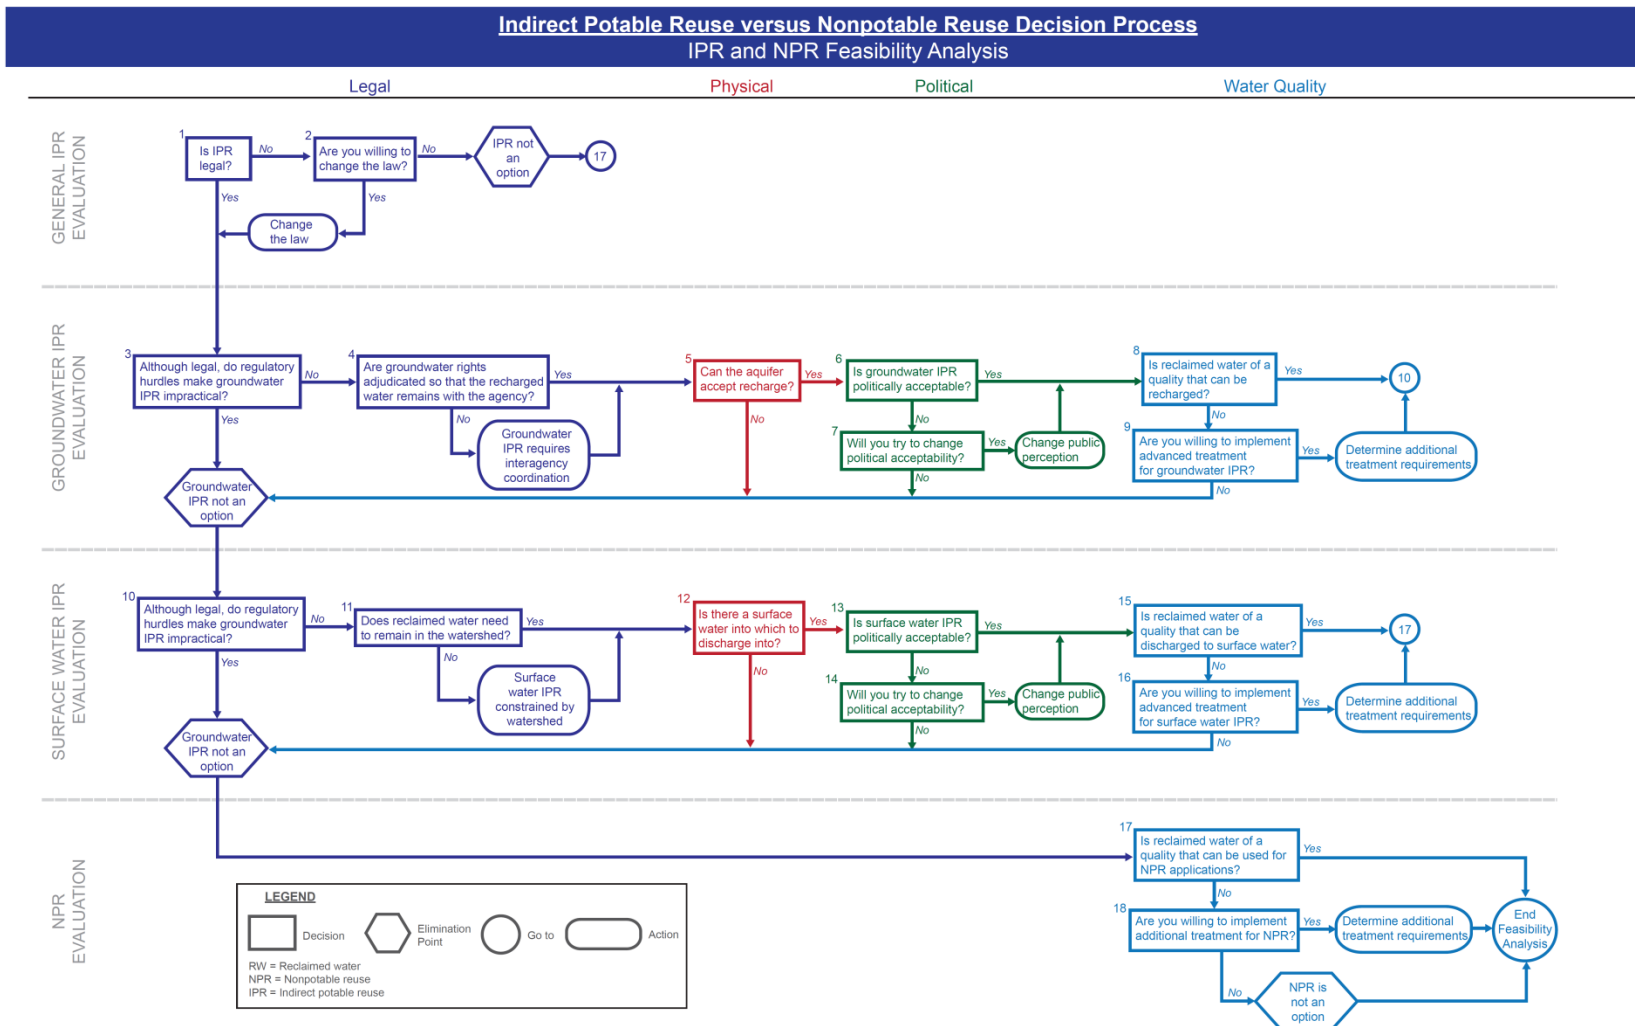 Indirect Potable Reuse versus Nonpotable Reuse Decision Process
IPR and NPR Feasibility Analysis
Legal
Physical
Political
Water Quality
GENERAL IPR
EVALUATION
1
Is IPR
legal?
No
Yes
2
Are you willing to
change the law?
No
Yes
IPR not
an
option
17
Change
the law
GROUNDWATER IPR
EVALUATION
3
Although legal, do regulatory
hurdles make groundwater
IPR impractical?
No
Yes
4
Are groundwater rights
adjudicated so that the recharged
water remains with the agency?
Yes
No
Groundwater
IPR requires
interagency
coordination
5
Can the aquifer
accept recharge?
Yes
No
6
Is groundwater IPR
politically acceptable?
Yes
No
7
Will you try to change
political acceptability?
Yes
No
Change public
perception
8
Is reclaimed water of a
quality that can be
recharged?
Yes
No
10
9
Are you willing to implement
advanced treatment
for groundwater IPR?
Yes
No
Determine additional
treatment requirements
Groundwater
IPR not an
option
SURFACE WATER IPR
EVALUATION
10
Although legal, do regulatory
hurdles make groundwater
IPR impractical?
No
Yes
11
Does reclaimed water need
to remain in the watershed?
Yes
No
Surface
water IPR
constrained by
watershed
12
Is there a surface
water into which to
discharge into?
Yes
No
13
Is surface water IPR
politically acceptable?
Yes
No
14
Will you try to change
political acceptability?
Yes
No
Change public
perception
15
Is reclaimed water of a
quality that can be
discharged to surface water?
Yes
No
17
16
Are you willing to implement
advanced treatment
for surface water IPR?
Yes
No
Determine additional
treatment requirements
Groundwater
IPR not an
option
NPR
EVALUATION
17
Is reclaimed water of a
quality that can be used for
NPR applications?
Yes
No
18
Are you willing to implement
additional treatment for NPR?
Yes
No
Determine additional
treatment requirements
End
Feasibility
Analysis
NPR is
not an
option
LEGEND
Decision
Elimination
Point
Go to
Action
RW = Reclaimed water
NPR = Nonpotable reuse
IPR = Indirect potable reuse